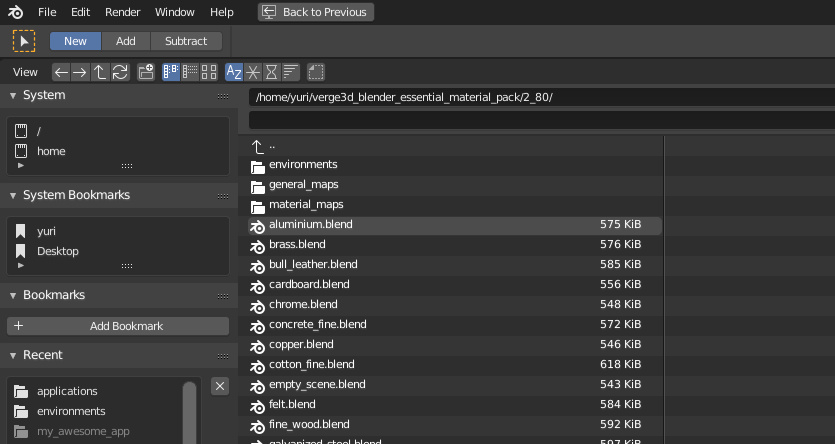 File Edit Render Window Help Back to Previous
New Add Subtract
View
System
/home/yuri/verge3d_blender_essential_material_pack/2_80/
/
home
System Bookmarks
yuri
Desktop
Bookmarks
Add Bookmark
Recent
applications
environments
my_awesome_app
..
environments
general_maps
material_maps
aluminium.blend 575 KiB
brass.blend 576 KiB
bull_leather.blend 585 KiB
cardboard.blend 556 KiB
chrome.blend 548 KiB
concrete_fine.blend 572 KiB
copper.blend 546 KiB
cotton_fine.blend 618 KiB
empty_scene.blend 543 KiB
felt.blend 584 KiB
fine_wood.blend 592 KiB
galvanized_steel.blend 597 KiB